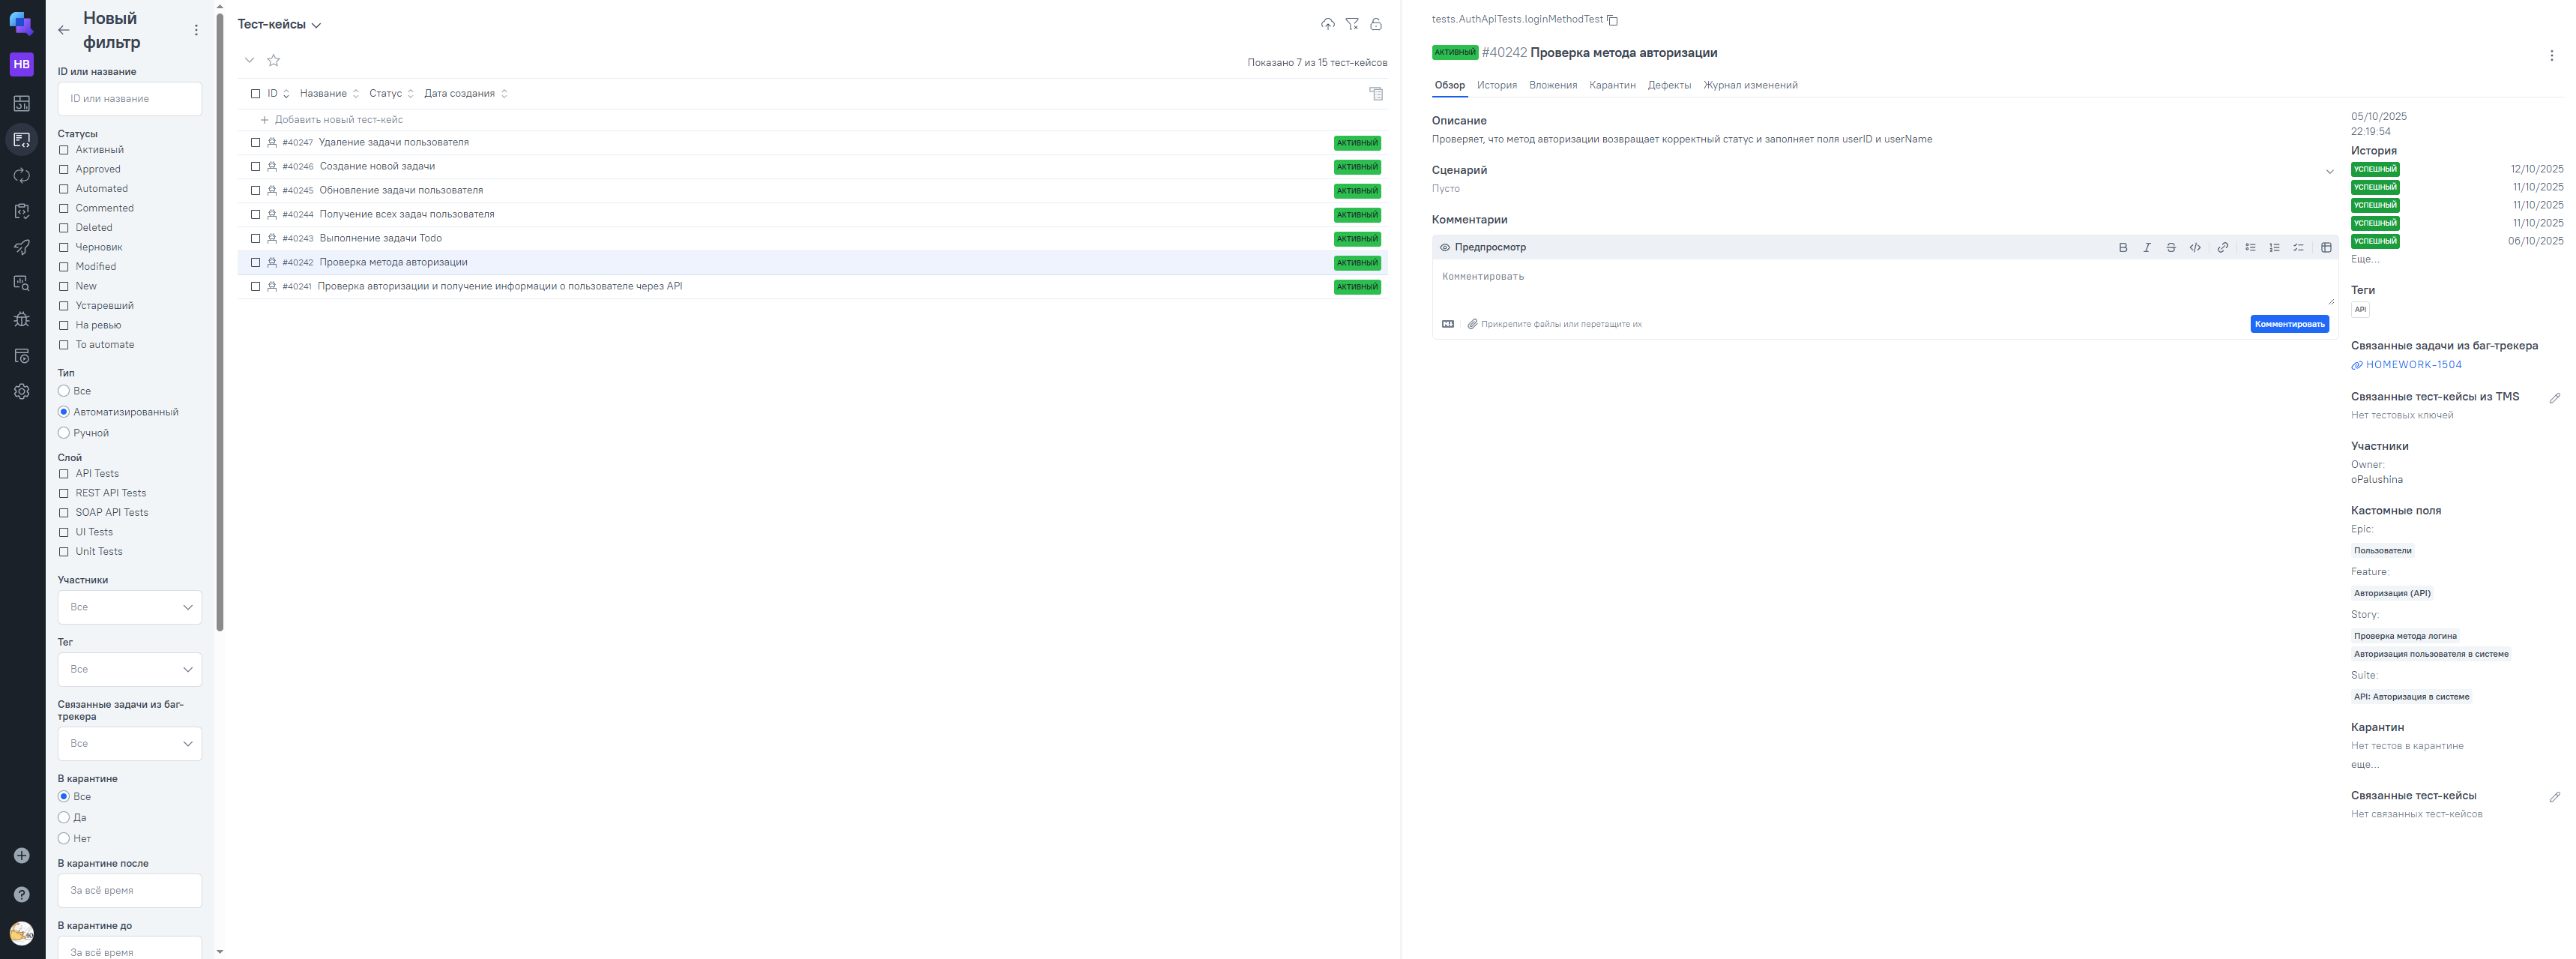 НВ
Новый
фильтр
ID или название
ID или название
Статусы
Активный
Approved
Automated
Commented
Deleted
Черновик
Modified
New
Устаревший
На ревью
To automate
Тип
Все
Автоматизированный
Ручной
Слой
API Tests
REST API Tests
SOAP API Tests
UI Tests
Unit Tests
Участники
Все
Тег
Все
Связанные задачи из баг-
трекера
Все
В карантине
Все
Да
Нет
В карантине после
За всё время
В карантине до
За всё время
Тест-кейсы
Показано 7 из 15 тест-кейсов
ID Название Статус Дата создания
Добавить новый тест-кейс
#40247 Удаление задачи пользователя АКТИВНЫЙ
#40246 Создание новой задачи АКТИВНЫЙ
#40245 Обновление задачи пользователя АКТИВНЫЙ
#40244 Получение всех задач пользователя АКТИВНЫЙ
#40243 Выполнение задачи Todo АКТИВНЫЙ
#40242 Проверка метода авторизации АКТИВНЫЙ
#40241 Проверка авторизации и получение информации о пользователе через API АКТИВНЫЙ
tests.AuthApiTests.loginMethodTest
АКТИВНЫЙ #40242 Проверка метода авторизации
Обзор История Вложения Карантин Дефекты Журнал изменений
Описание
Проверяет, что метод авторизации возвращает корректный статус и заполняет поля userID и userName
Сценарий
Пусто
Комментарии
Предпросмотр
Комментировать
Прикрепите файлы или перетащите их
Комментировать
05/10/2025
22:19:54
История
УСПЕШНЫЙ 12/10/2025
УСПЕШНЫЙ 11/10/2025
УСПЕШНЫЙ 11/10/2025
УСПЕШНЫЙ 11/10/2025
УСПЕШНЫЙ 06/10/2025
Еще...
Теги
API
Связанные задачи из баг-трекера
HOMEWORK-1504
Связанные тест-кейсы из TMS
Нет тестовых ключей
Участники
Owner:
oPalushina
Кастомные поля
Epic:
Пользователи
Feature:
Авторизация (API)
Story:
Проверка метода логина
Авторизация пользователя в системе
Suite:
API: Авторизация в системе
Карантин
Нет тестов в карантине
еще...
Связанные тест-кейсы
Нет связанных тест-кейсов